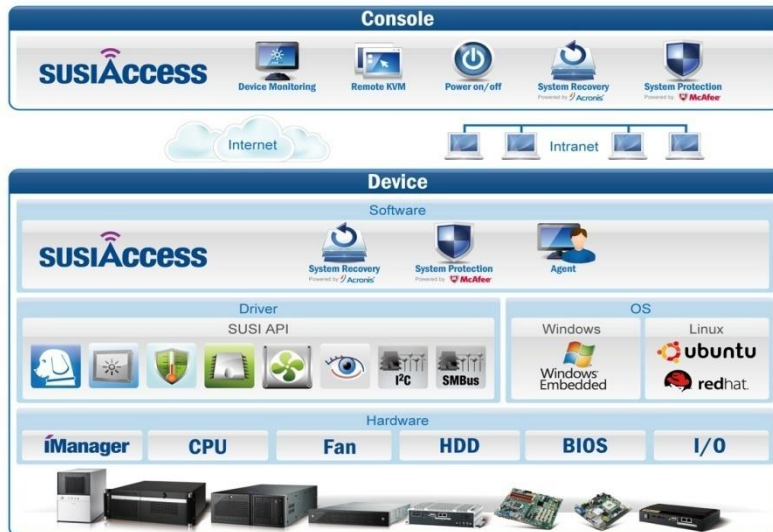 Console
SUSIAccess
Device Monitoring
Remote KVM
Power on/off
System Recovery
Powered by Acronis
System Protection
Powered by McAfee
Internet
Intranet
Device
Software
SUSIAccess
System Recovery
Powered by Acronis
System Protection
Powered by McAfee
Agent
Driver
SUSI API
I²C
SMBus
OS
Windows
Windows Embedded
Linux
ubuntu
redhat.
Hardware
iManager
CPU
Fan
HDD
BIOS
I/O